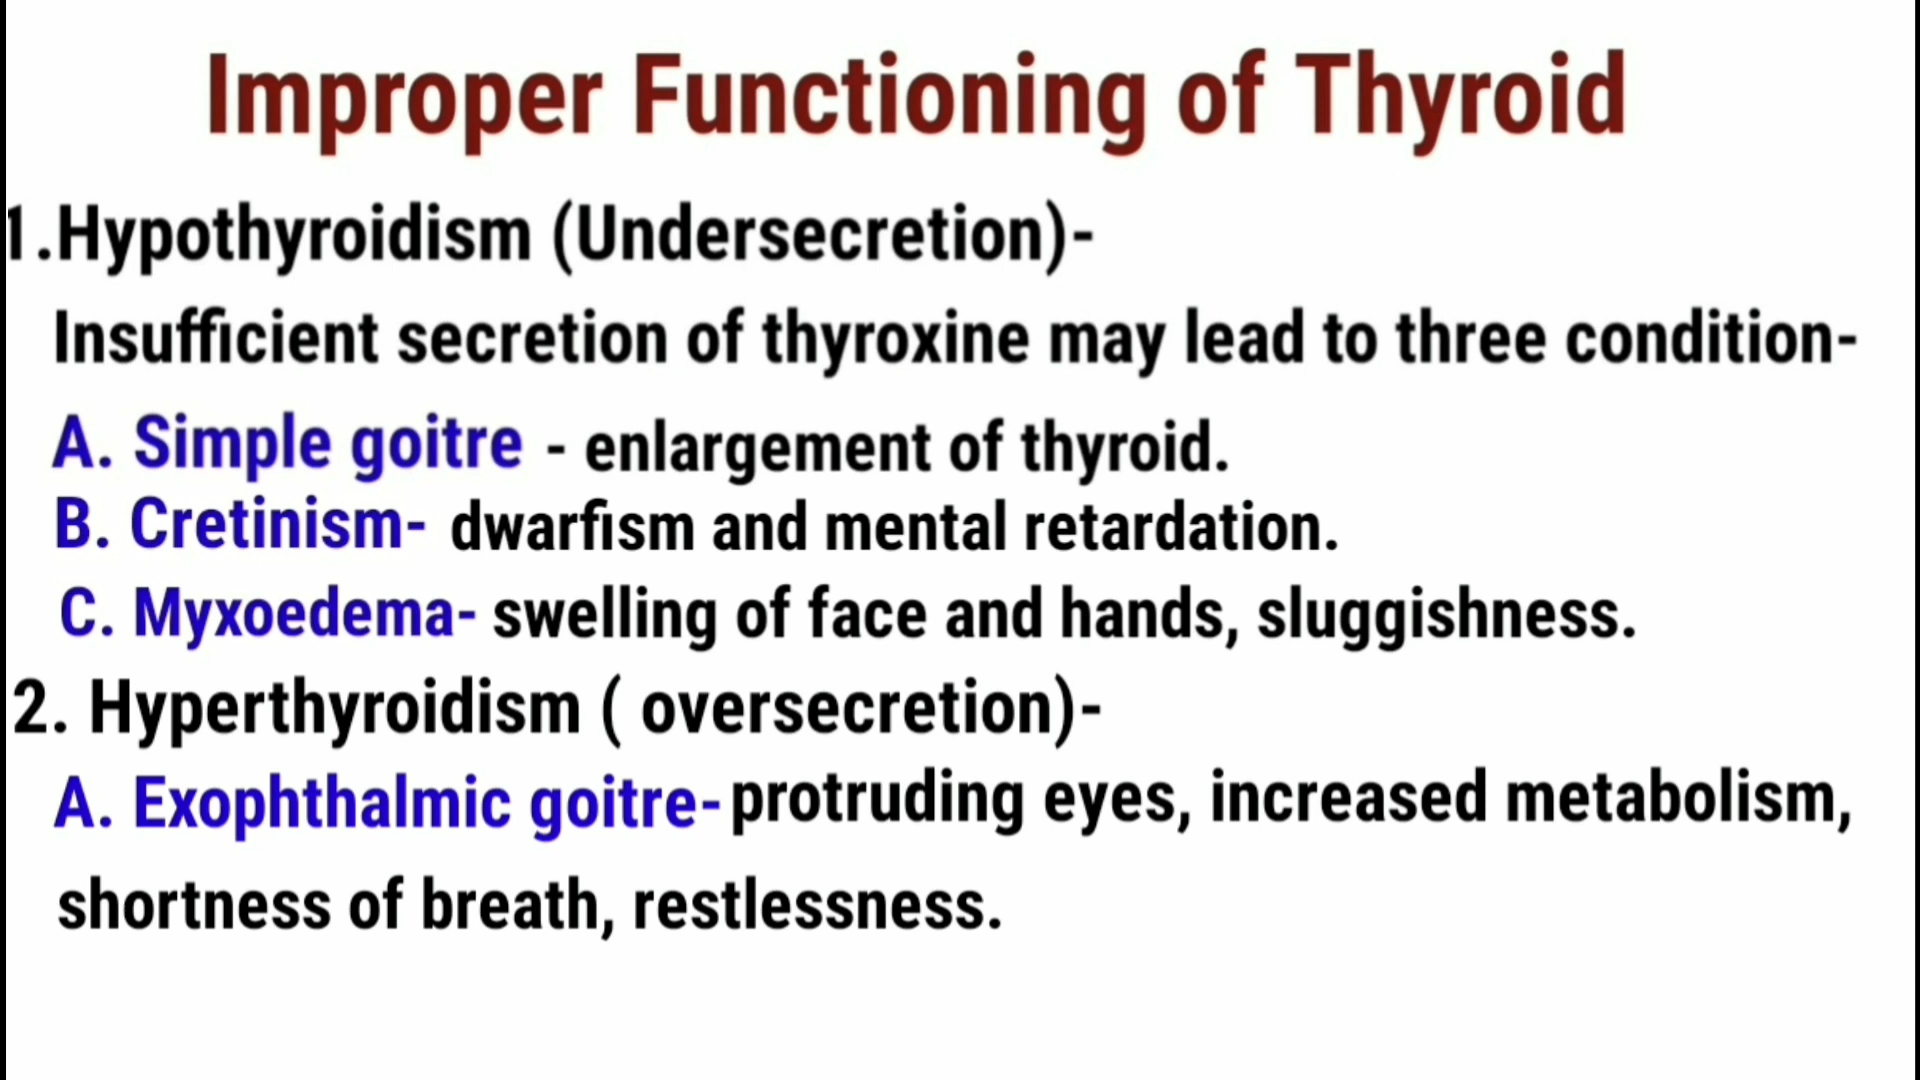 Improper Functioning of Thyroid
1.Hypothyroidism (Undersecretion)-
Insufficient secretion of thyroxine may lead to three condition-
A. Simple goitre - enlargement of thyroid.
B. Cretinism- dwarfism and mental retardation.
C. Myxoedema- swelling of face and hands, sluggishness.
2. Hyperthyroidism ( oversecretion)-
A. Exophthalmic goitre- protruding eyes, increased metabolism,
shortness of breath, restlessness.